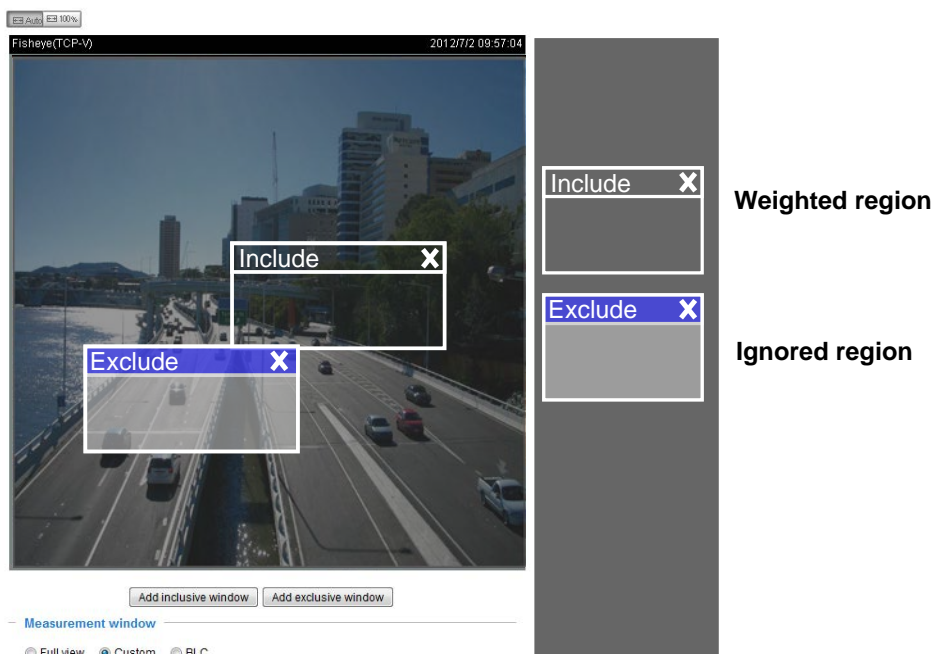 Auto 100%
Fisheye(TCP-V) 2012/7/2 09:57:04
Include X
Exclude X
Include X
Weighted region
Exclude X
Ignored region
Add inclusive window Add exclusive window
Measurement window
Full view Custom BLC